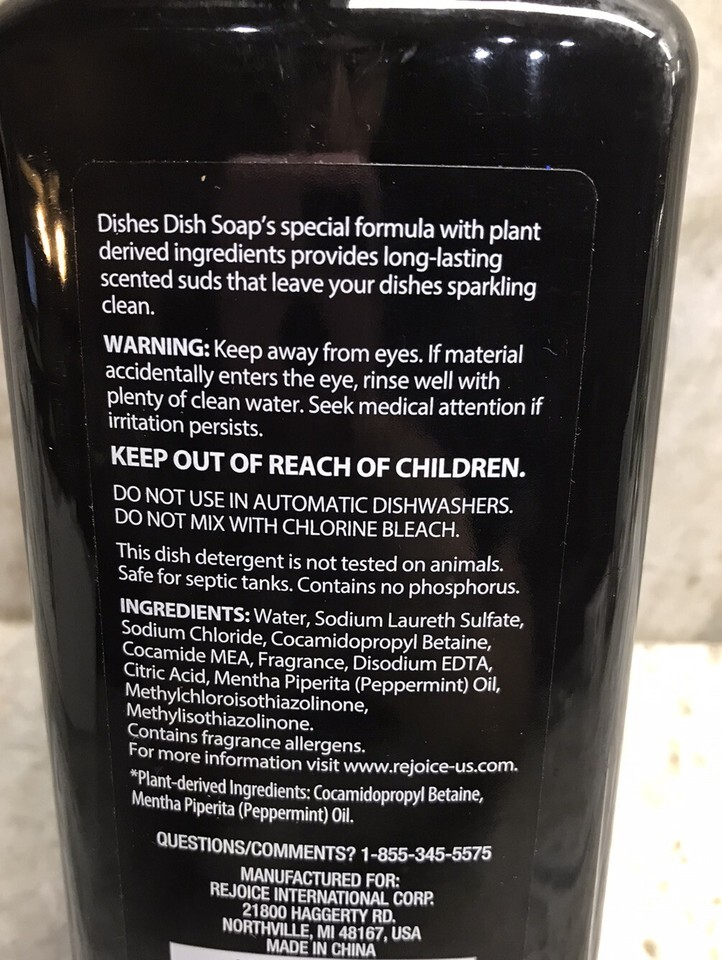 Dishes Dish Soap's special formula with plant
derived ingredients provides long-lasting
scented suds that leave your dishes sparkling
clean.
WARNING: Keep away from eyes. If material
accidentally enters the eye, rinse well with
plenty of clean water. Seek medical attention if
irritation persists.
KEEP OUT OF REACH OF CHILDREN.
DO NOT USE IN AUTOMATIC DISHWASHERS.
DO NOT MIX WITH CHLORINE BLEACH.
This dish detergent is not tested on animals.
Safe for septic tanks. Contains no phosphorus.
INGREDIENTS: Water, Sodium Laureth Sulfate,
Sodium Chloride, Cocamidopropyl Betaine,
Cocamide MEA, Fragrance, Disodium EDTA,
Citric Acid, Mentha Piperita (Peppermint) Oil,
Methylchloroisothiazolinone,
Methylisothiazolinone.
Contains fragrance allergens.
For more information visit www.rejoice-us.com.
*Plant-derived Ingredients: Cocamidopropyl Betaine,
Mentha Piperita (Peppermint) Oil.
QUESTIONS/COMMENTS? 1-855-345-5575
MANUFACTURED FOR:
REJOICE INTERNATIONAL CORP.
21800 HAGGERTY RD.
NORTHVILLE, MI 48167, USA
MADE IN CHINA